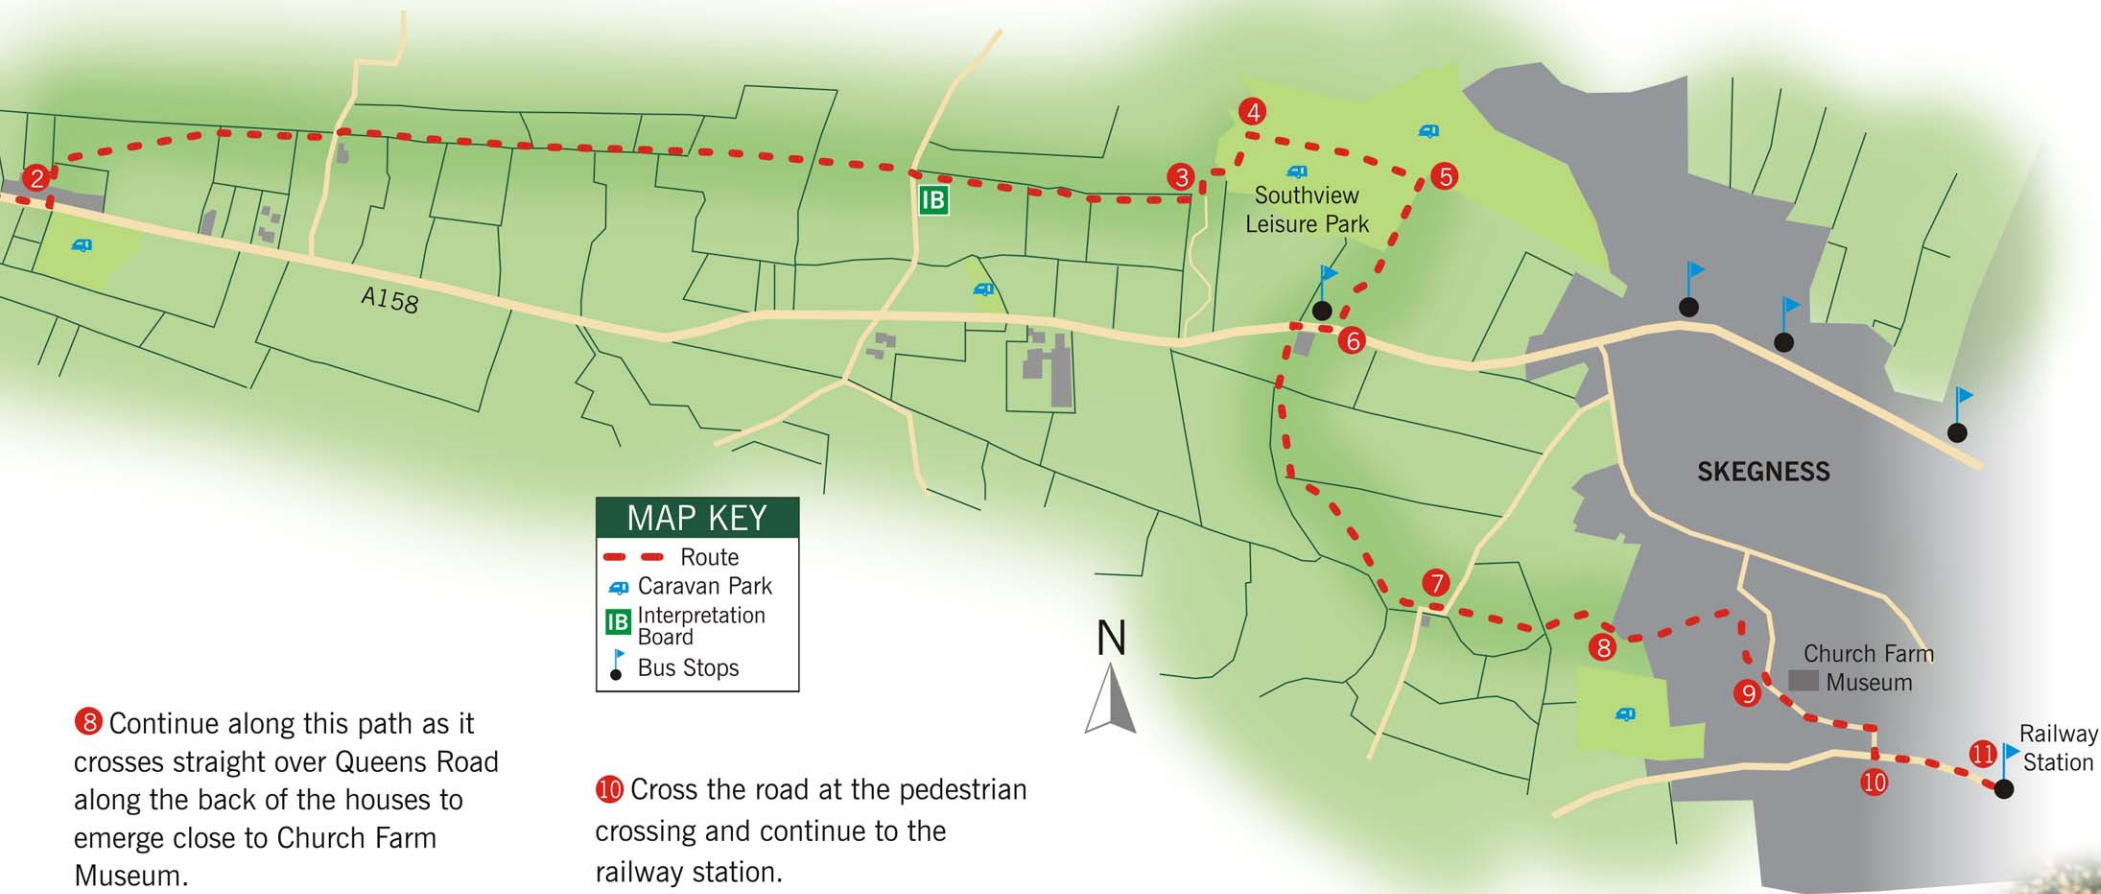 4
2
3
5
IB
Southview
Leisure Park
A158
6
SKEGNESS
MAP KEY
Route
Caravan Park
IB Interpretation
Board
Bus Stops
7
N
8
Church Farm
Museum
9
Railway
Station
11
10
8 Continue along this path as it
crosses straight over Queens Road
along the back of the houses to
emerge close to Church Farm
Museum.
10 Cross the road at the pedestrian
crossing and continue to the
railway station.